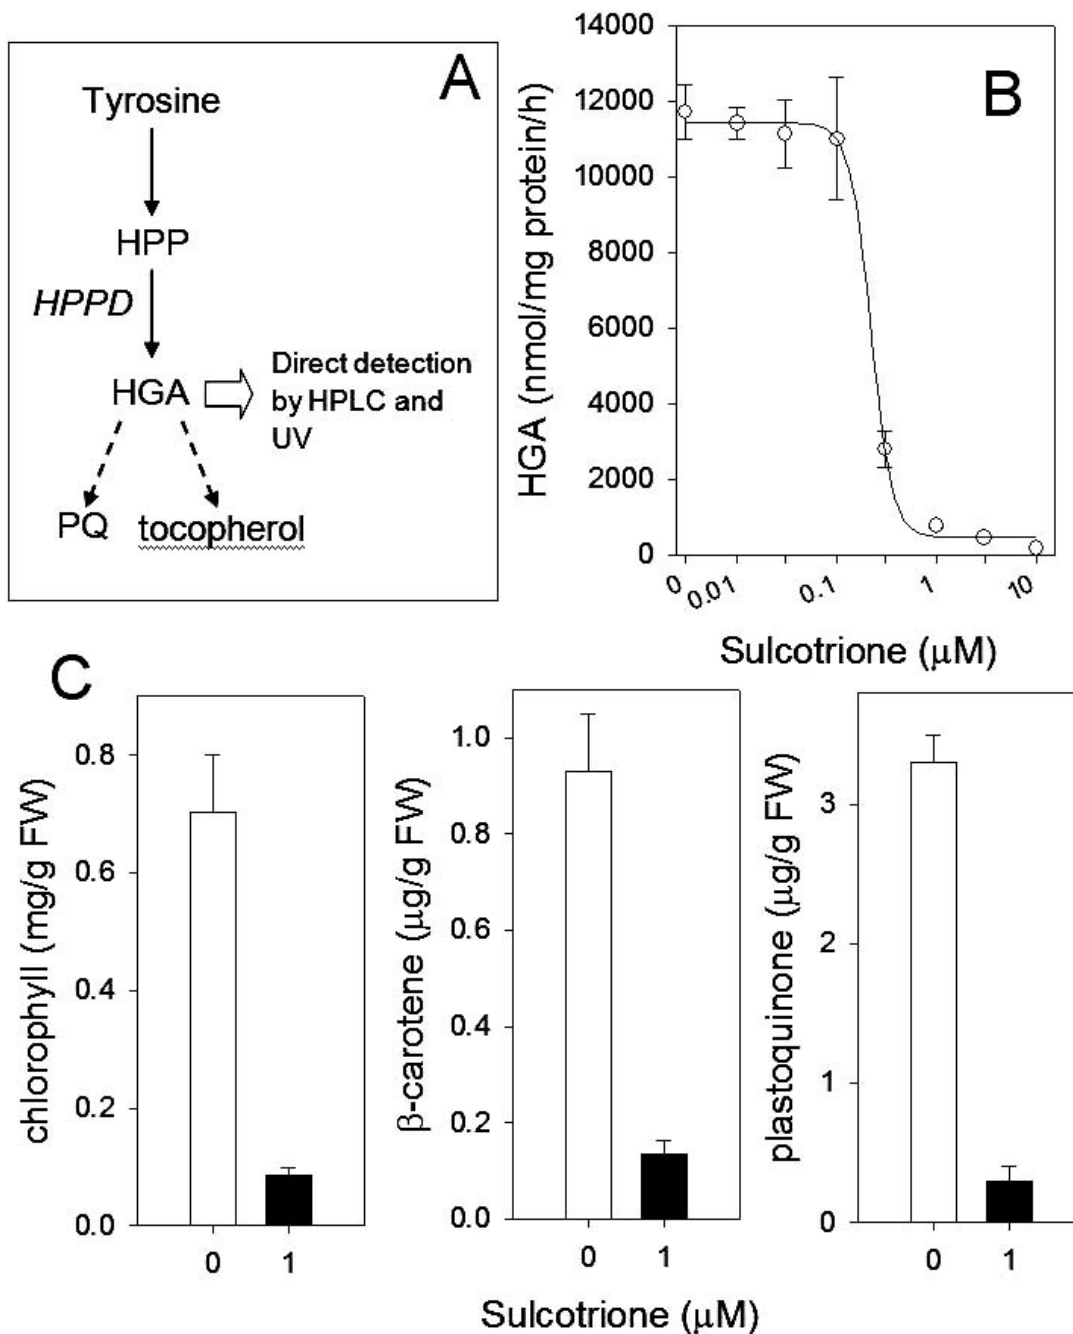 A
Tyrosine
HPP
HPPD
HGA
Direct detection
by HPLC and
UV
PQ
tocopherol
B
HGA (nmol/mg protein/h)
14000
12000
10000
8000
6000
4000
2000
0
0
0.01
0.1
1
10
Sulcotrione (μM)
C
chlorophyll (mg/g FW)
0.8
0.6
0.4
0.2
0.0
0
1
β-carotene (μg/g FW)
1.0
0.8
0.6
0.4
0.2
0.0
0
1
plastoquinone (μg/g FW)
3
2
1
0
0
1
Sulcotrione (μM)